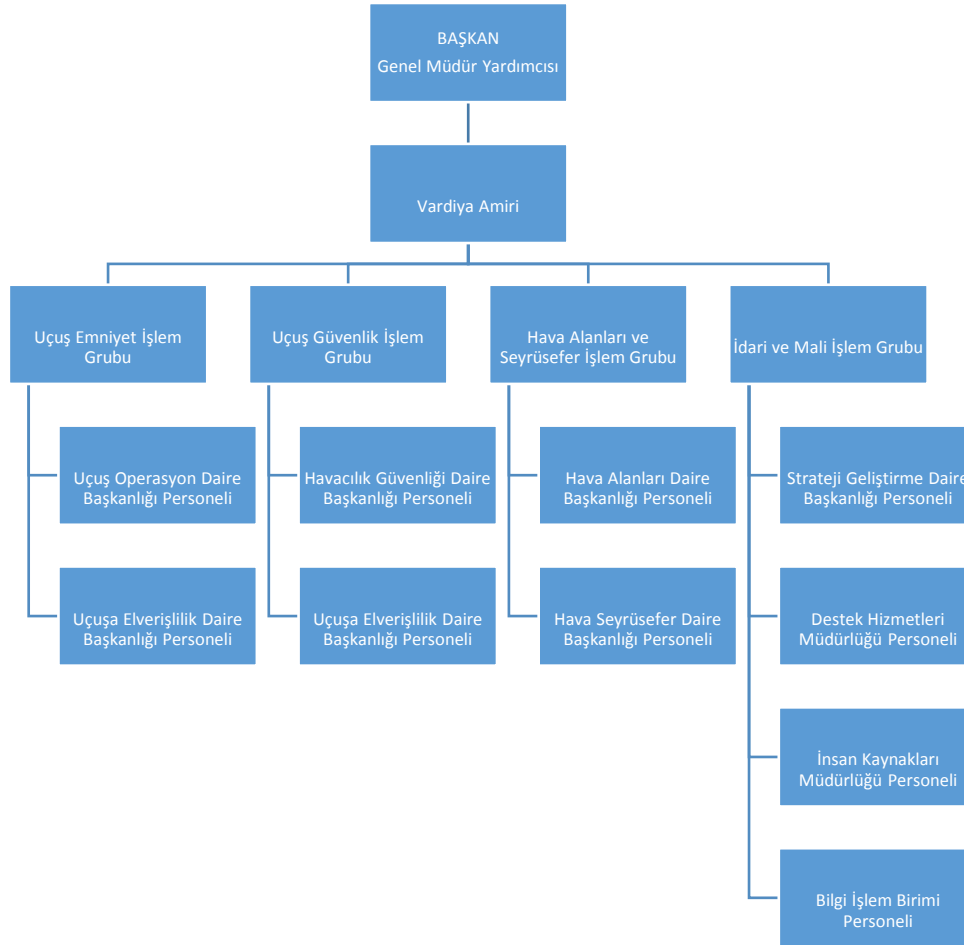 BAŞKAN
Genel Müdür Yardımcısı
Vardiya Amiri
Uçuş Emniyet İşlem
Grubu
Uçuş Güvenlik İşlem
Grubu
Hava Alanları ve
Seyrüsefer İşlem Grubu
İdari ve Mali İşlem Grubu
Uçuş Operasyon Daire
Başkanlığı Personeli
Havacılık Güvenliği Daire
Başkanlığı Personeli
Hava Alanları Daire
Başkanlığı Personeli
Strateji Geliştirme Daire
Başkanlığı Personeli
Uçuşa Elverişlilik Daire
Başkanlığı Personeli
Uçuşa Elverişlilik Daire
Başkanlığı Personeli
Hava Seyrüsefer Daire
Başkanlığı Personeli
Destek Hizmetleri
Müdürlüğü Personeli
İnsan Kaynakları
Müdürlüğü Personeli
Bilgi İşlem Birimi
Personeli